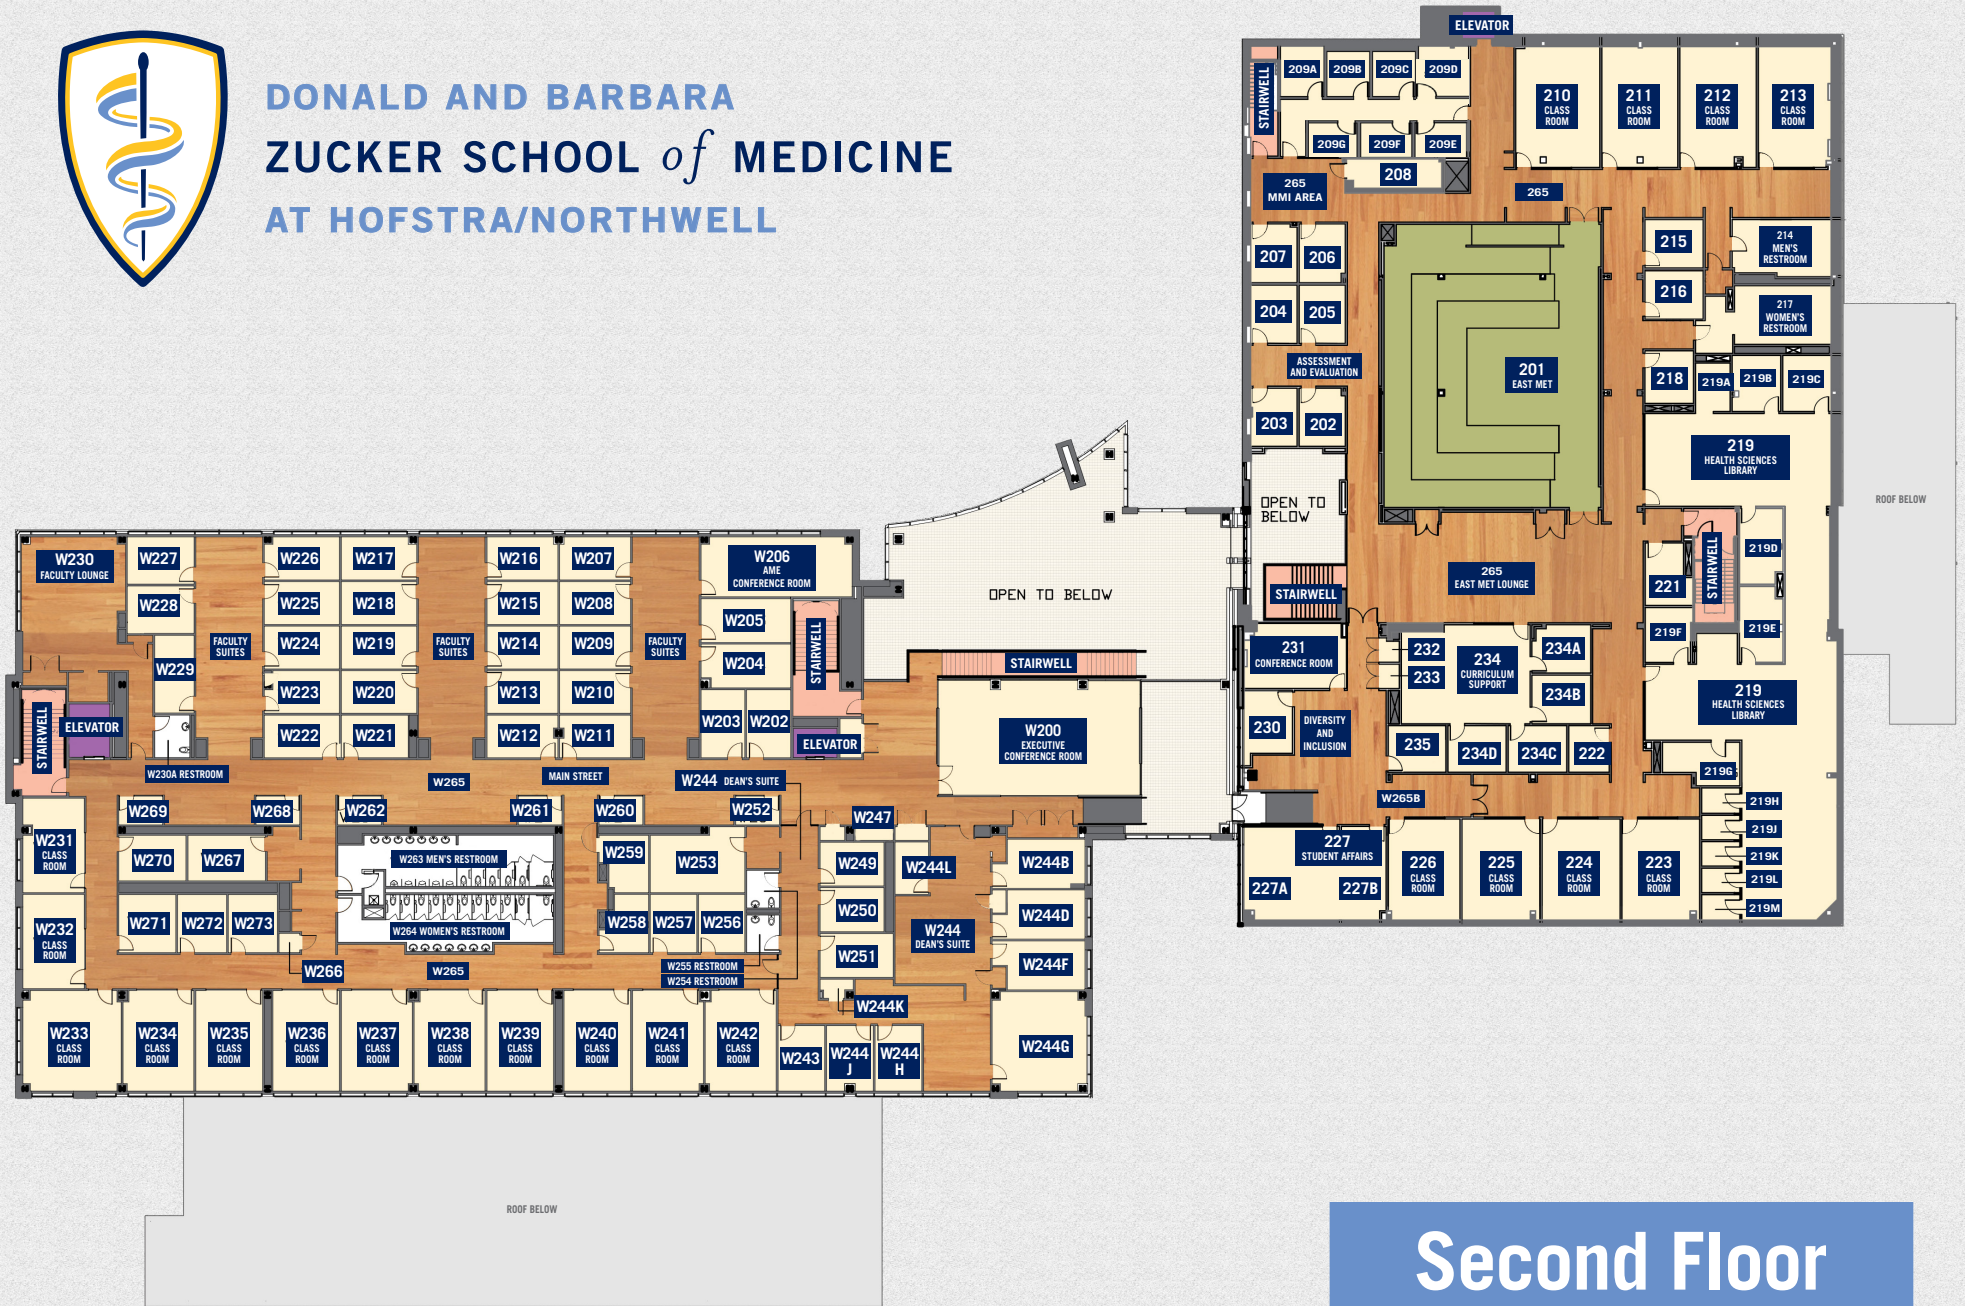 DONALD AND BARBARA
ZUCKER SCHOOL of MEDICINE
AT HOFSTRA/NORTHWELL
ELEVATOR
STAIRWELL
209A
209B
209C
209D
209G
209F
209E
208
210
CLASS
ROOM
211
CLASS
ROOM
212
CLASS
ROOM
213
CLASS
ROOM
265
MMI AREA
265
207
206
204
205
ASSESSMENT
AND EVALUATION
203
202
201
EAST MET
215
214
MEN'S
RESTROOM
216
217
WOMEN'S
RESTROOM
218
219A
219B
219C
219
HEALTH SCIENCES
LIBRARY
ROOF BELOW
OPEN TO
BELOW
STAIRWELL
265
EAST MET LOUNGE
221
STAIRWELL
219D
219F
219E
231
CONFERENCE ROOM
232
233
234
CURRICULUM
SUPPORT
234A
234B
219
HEALTH SCIENCES
LIBRARY
230
DIVERSITY
AND
INCLUSION
235
234D
234C
222
219G
W265B
219H
219J
219K
219L
219M
227
STUDENT AFFAIRS
227A
227B
226
CLASS
ROOM
225
CLASS
ROOM
224
CLASS
ROOM
223
CLASS
ROOM
OPEN TO BELOW
STAIRWELL
W200
EXECUTIVE
CONFERENCE ROOM
W230
FACULTY LOUNGE
W227
W228
W229
FACULTY
SUITES
W226
W217
W225
W218
W224
W219
W223
W220
W222
W221
FACULTY
SUITES
W216
W207
W215
W208
W214
W209
W213
W210
W212
W211
FACULTY
SUITES
W206
AME
CONFERENCE ROOM
W205
W204
W203
W202
STAIRWELL
ELEVATOR
STAIRWELL
ELEVATOR
W230A RESTROOM
W265
MAIN STREET
W244 DEAN'S SUITE
W269
W268
W262
W261
W260
W252
W247
W231
CLASS
ROOM
W270
W267
W263 MEN'S RESTROOM
W259
W253
W249
W244L
W244B
W232
CLASS
ROOM
W271
W272
W273
W264 WOMEN'S RESTROOM
W258
W257
W256
W250
W244
DEAN'S SUITE
W244D
W266
W265
W255 RESTROOM
W254 RESTROOM
W251
W244F
W244K
W233
CLASS
ROOM
W234
CLASS
ROOM
W235
CLASS
ROOM
W236
CLASS
ROOM
W237
CLASS
ROOM
W238
CLASS
ROOM
W239
CLASS
ROOM
W240
CLASS
ROOM
W241
CLASS
ROOM
W242
CLASS
ROOM
W243
W244
J
W244
H
W244G
ROOF BELOW
Second Floor